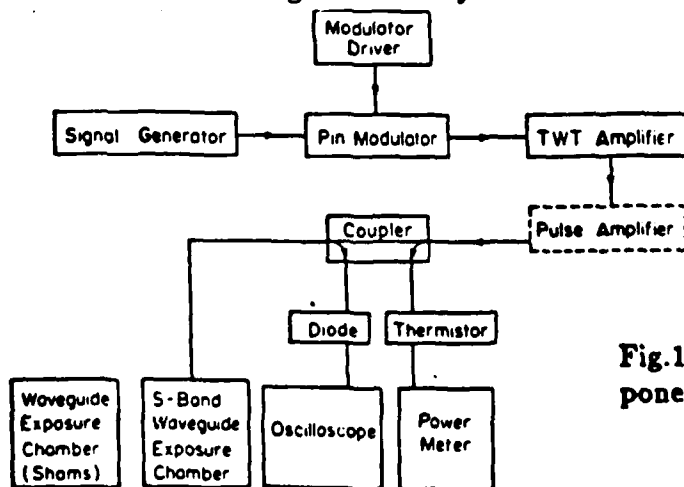 Modulator
Driver
Signal Generator
Pin Modulator
TWT Amplifier
Pulse Amplifier
Coupler
Diode
Thermistor
Fig.1
pone
Waveguide
Exposure
Chamber
(Shams)
S-Band
Waveguide
Exposure
Chamber
Oscilloscope
Power
Meter